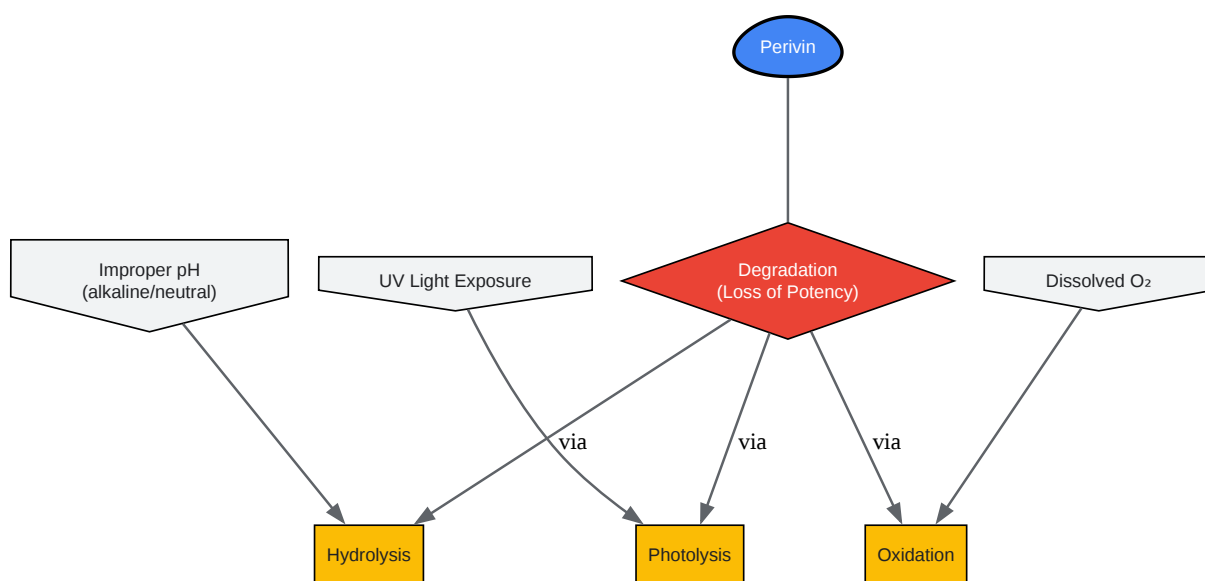 Perivin
Improper pH
(alkaline/neutral)
UV Light Exposure
Degradation
(Loss of Potency)
Dissolved O₂
via
via
via
Hydrolysis
Photolysis
Oxidation